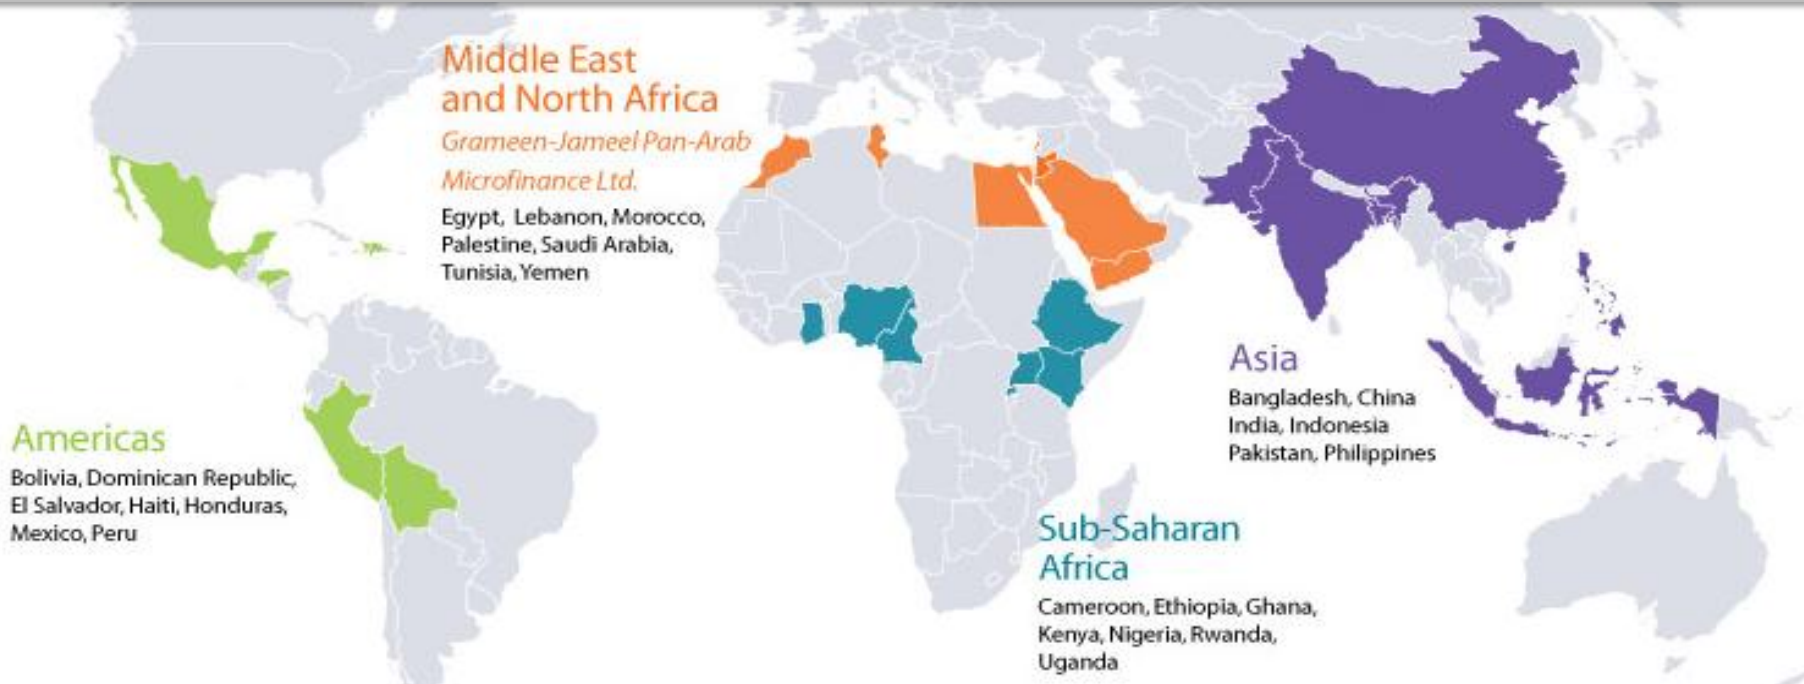 Middle East
and North Africa
Grameen-Jameel Pan-Arab
Microfinance Ltd.
Egypt, Lebanon, Morocco,
Palestine, Saudi Arabia,
Tunisia, Yemen
Americas
Bolivia, Dominican Republic,
El Salvador, Haiti, Honduras,
Mexico, Peru
Asia
Bangladesh, China
India, Indonesia
Pakistan, Philippines
Sub-Saharan
Africa
Cameroon, Ethiopia, Ghana,
Kenya, Nigeria, Rwanda,
Uganda